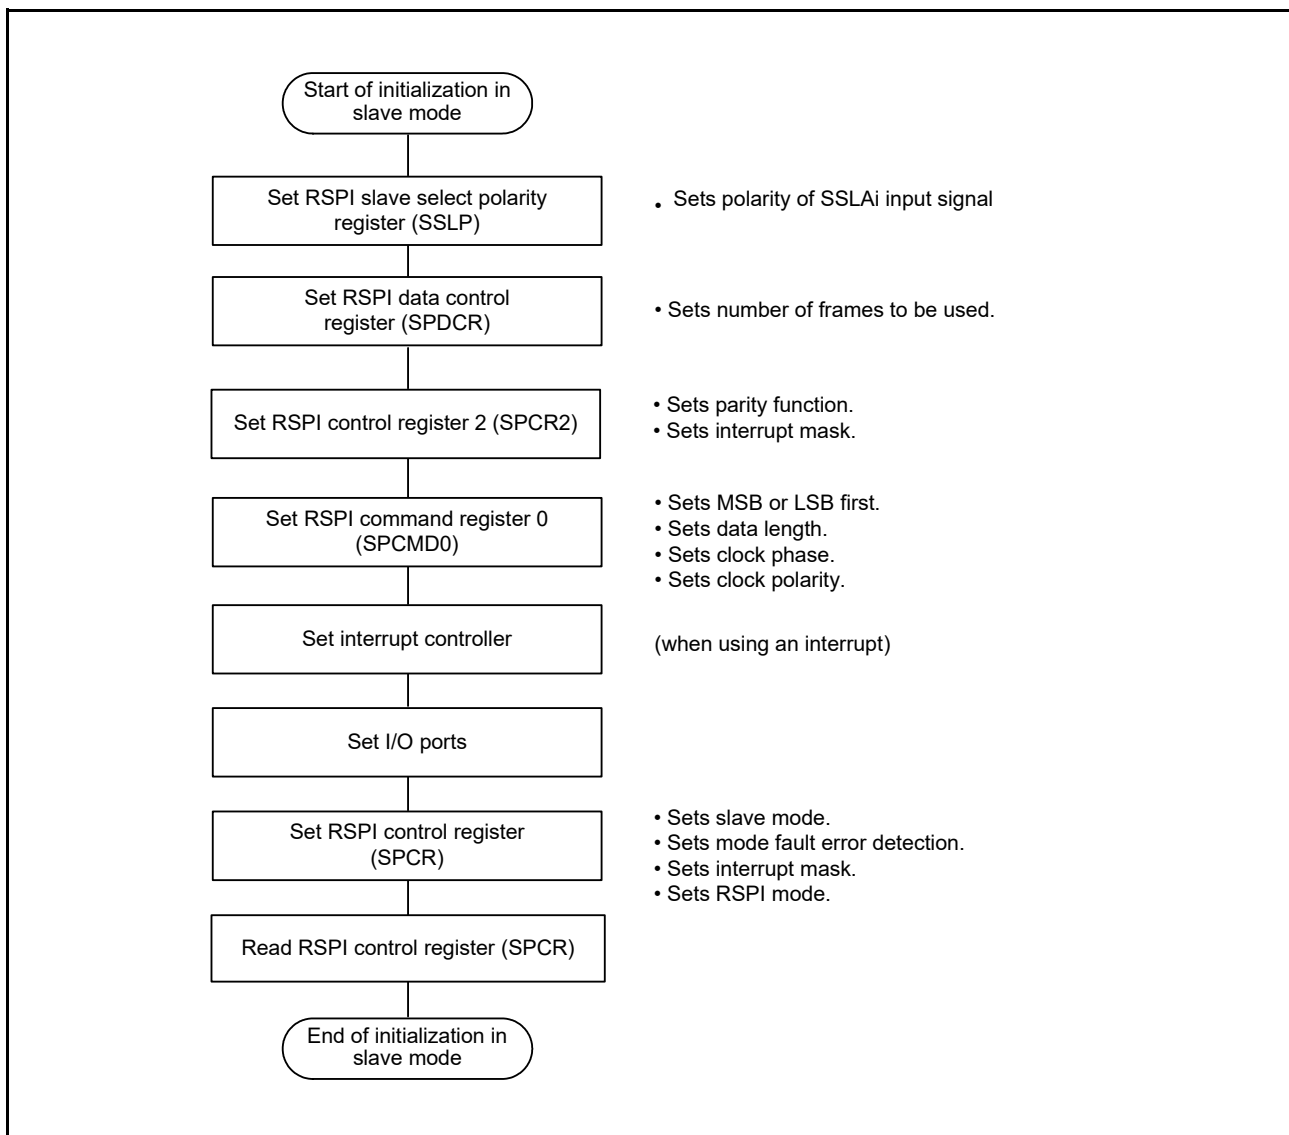 Start of initialization in
slave mode
Set RSPI slave select polarity
register (SSLP)
• Sets polarity of SSLAi input signal
Set RSPI data control
register (SPDCR)
• Sets number of frames to be used.
Set RSPI control register 2 (SPCR2)
• Sets parity function.
• Sets interrupt mask.
Set RSPI command register 0
(SPCMD0)
• Sets MSB or LSB first.
• Sets data length.
• Sets clock phase.
• Sets clock polarity.
Set interrupt controller
(when using an interrupt)
Set I/O ports
Set RSPI control register
(SPCR)
• Sets slave mode.
• Sets mode fault error detection.
• Sets interrupt mask.
• Sets RSPI mode.
Read RSPI control register (SPCR)
End of initialization in
slave mode